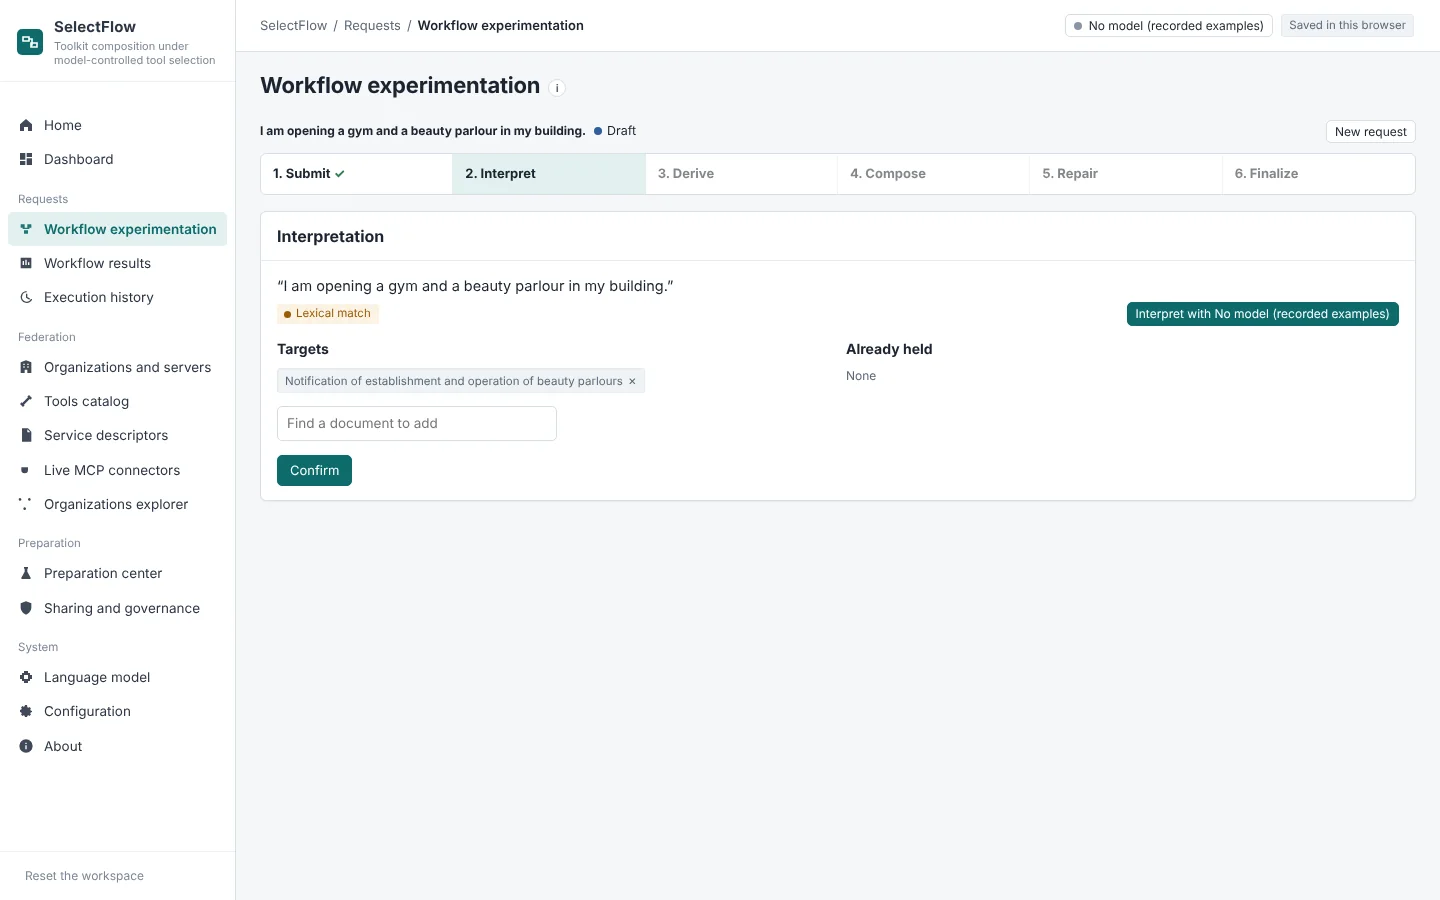 SelectFlow
Toolkit composition under
model-controlled tool selection
Home
Dashboard
Requests
Workflow experimentation
Workflow results
Execution history
Federation
Organizations and servers
Tools catalog
Service descriptors
Live MCP connectors
Organizations explorer
Preparation
Preparation center
Sharing and governance
System
Language model
Configuration
About
Reset the workspace
SelectFlow / Requests / Workflow experimentation
No model (recorded examples)
Saved in this browser
Workflow experimentation i
I am opening a gym and a beauty parlour in my building. Draft
New request
1. Submit
2. Interpret
3. Derive
4. Compose
5. Repair
6. Finalize
Interpretation
“I am opening a gym and a beauty parlour in my building.”
Lexical match
Interpret with No model (recorded examples)
Targets
Notification of establishment and operation of beauty parlours ×
Find a document to add
Confirm
Already held
None